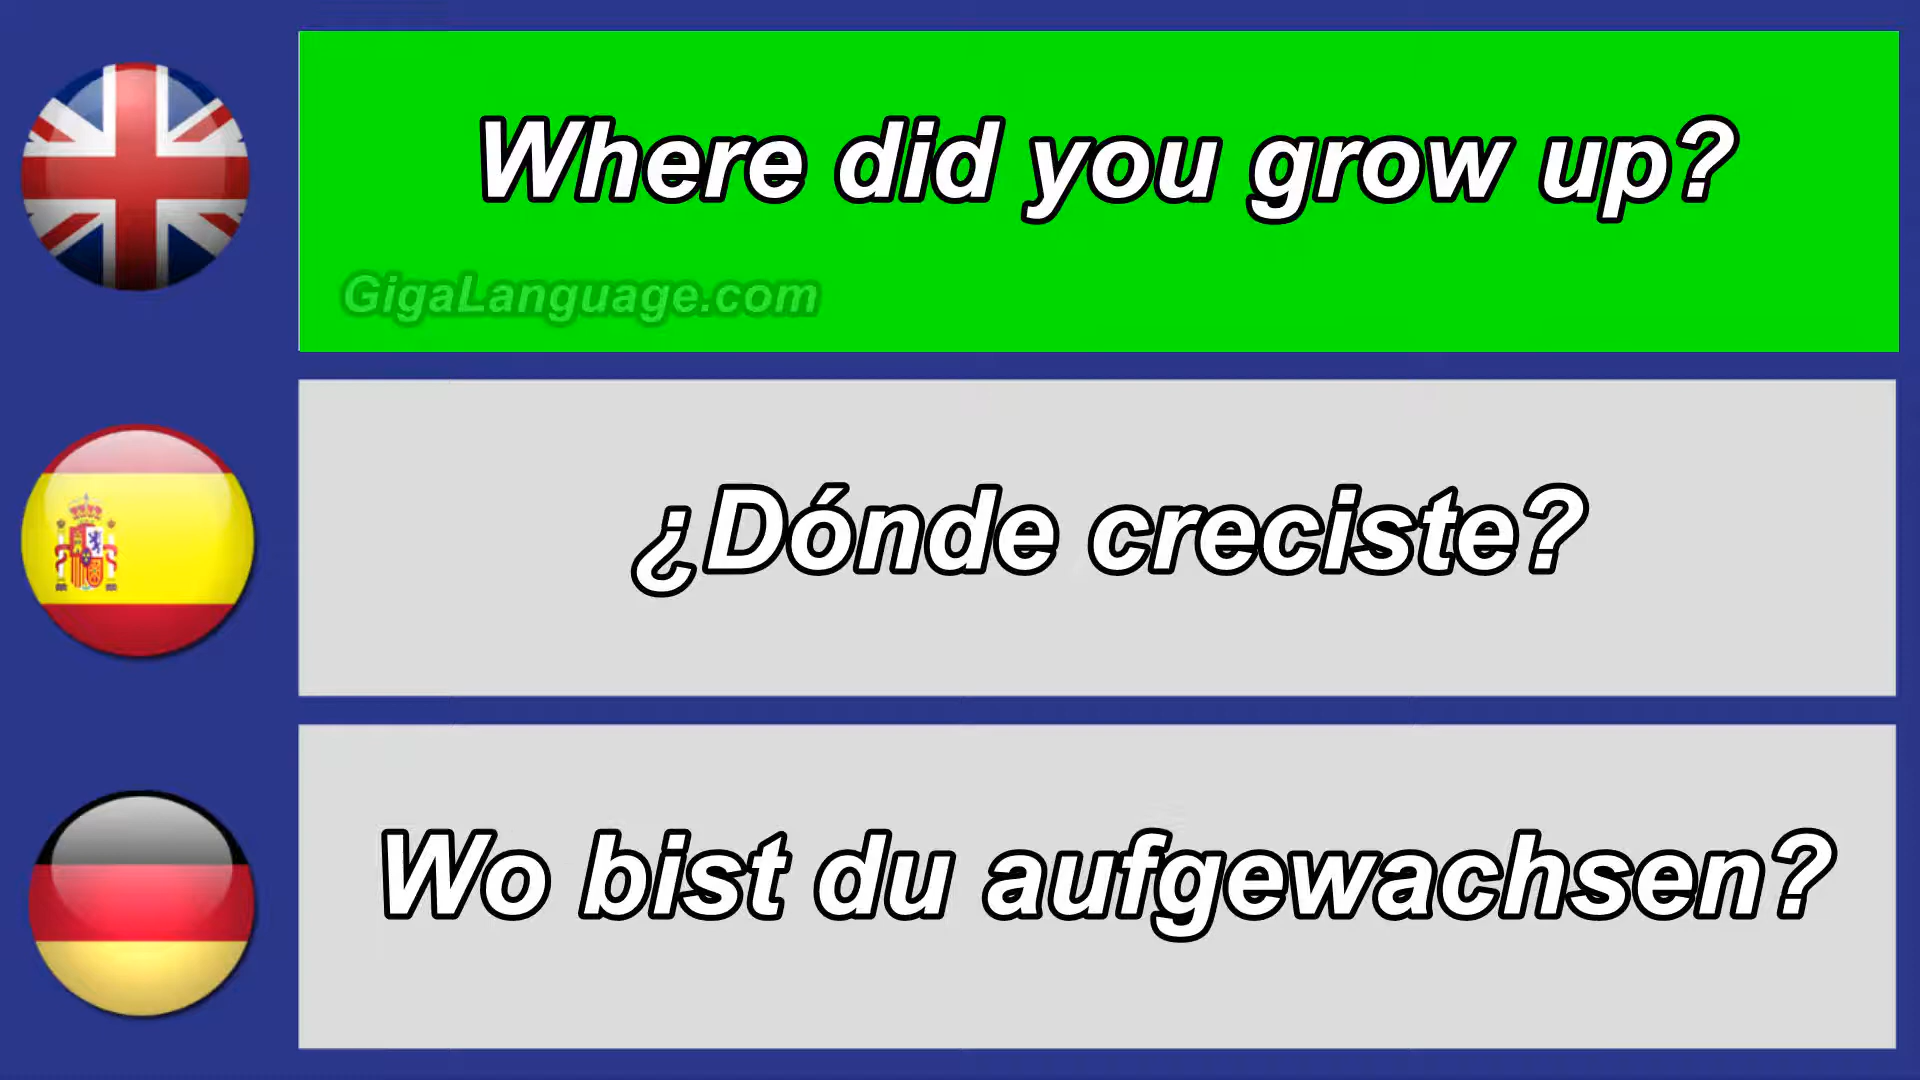 Where did you grow up?
GigaLanguage.com
¿Dónde creciste?
Wo bist du aufgewachsen?